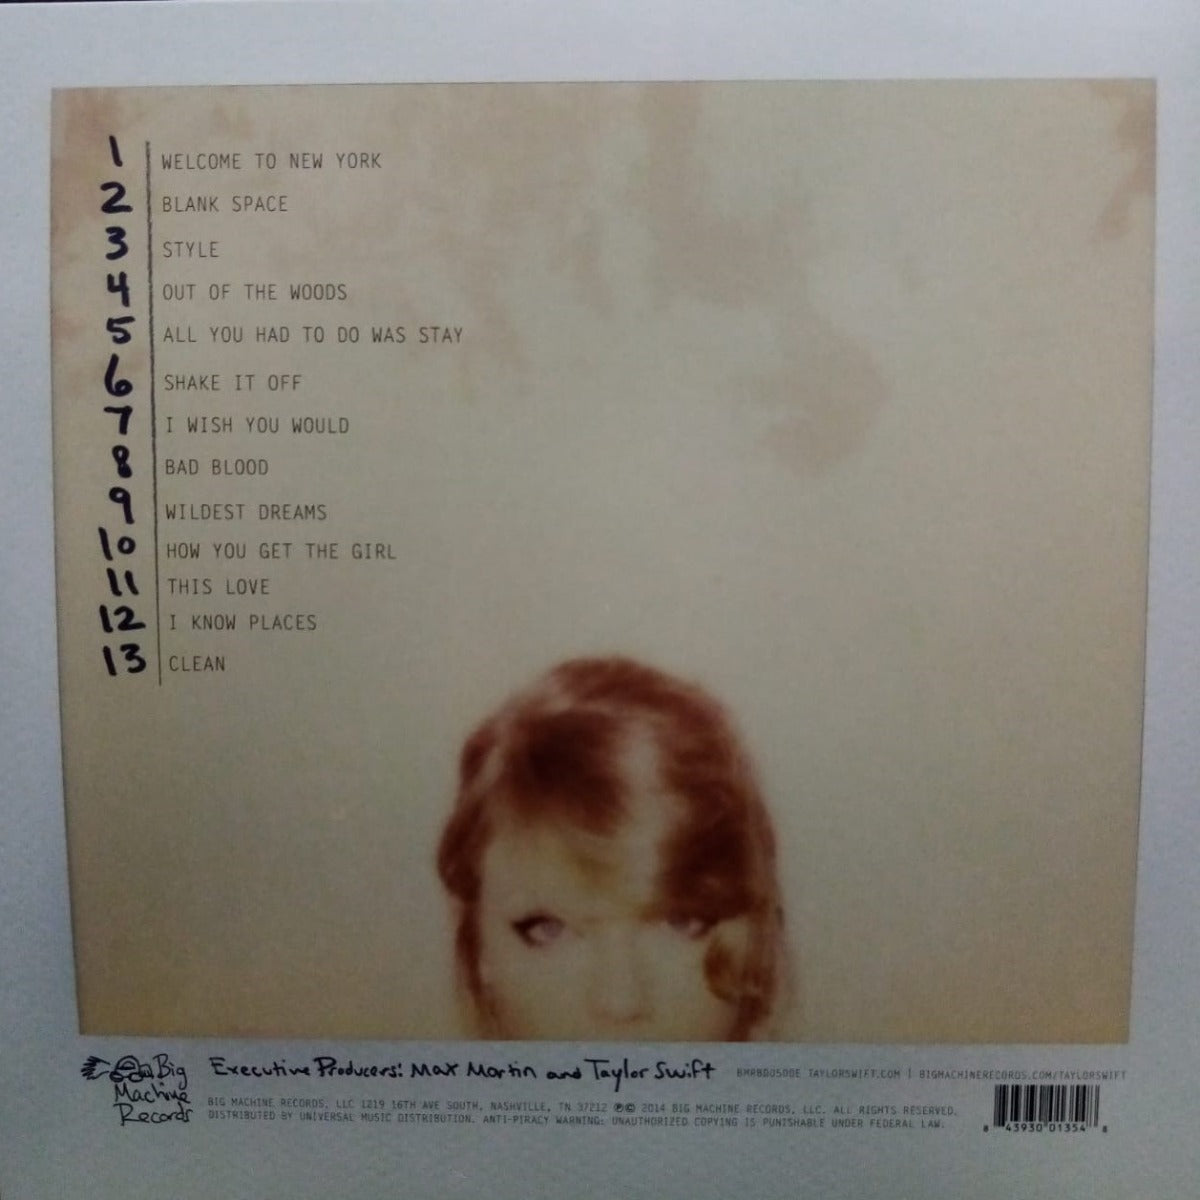 1 WELCOME TO NEW YORK
2 BLANK SPACE
3 STYLE
4 OUT OF THE WOODS
5 ALL YOU HAD TO DO WAS STAY
6 SHAKE IT OFF
7 I WISH YOU WOULD
8 BAD BLOOD
9 WILDEST DREAMS
10 HOW YOU GET THE GIRL
11 THIS LOVE
12 I KNOW PLACES
13 CLEAN
Big
Machine
Records
Executive Producers: Max Martin and Taylor Swift
BMRBD0500E TAYLORSWIFT.COM | BIGMACHINERECORDS.COM/TAYLORSWIFT
BIG MACHINE RECORDS, LLC 1219 16TH AVE SOUTH, NASHVILLE, TN 37212 ℗© 2014 BIG MACHINE RECORDS, LLC. ALL RIGHTS RESERVED.
DISTRIBUTED BY UNIVERSAL MUSIC DISTRIBUTION. ANTI-PIRACY WARNING: UNAUTHORIZED COPYING IS PUNISHABLE UNDER FEDERAL LAW.
8 43930 01354 8